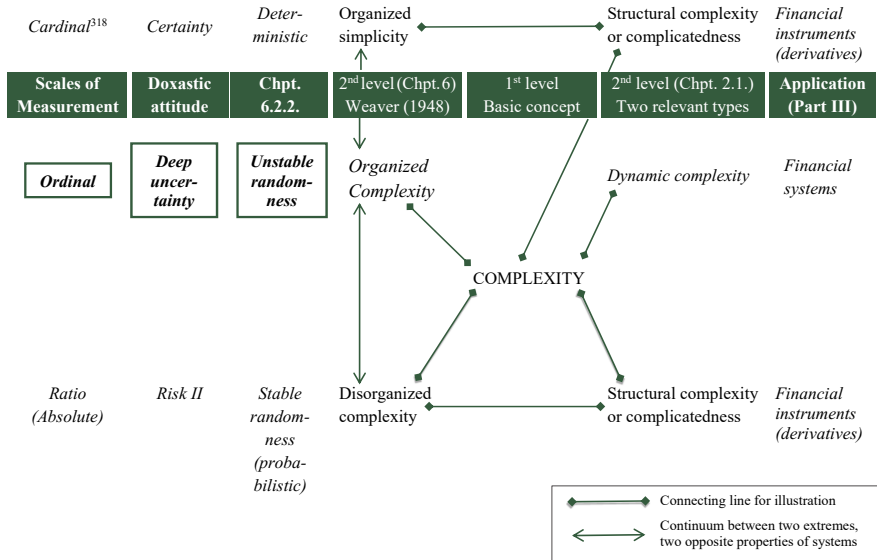 Cardinal318
Certainty
Deter-
ministic
Organized
simplicity
Structural complexity
or complicatedness
Financial
instruments
(derivatives)
Scales of
Measurement
Doxastic
attitude
Chpt.
6.2.2.
2nd level (Chpt. 6)
Weaver (1948)
1st level
Basic concept
2nd level (Chpt. 2.1.)
Two relevant types
Application
(Part III)
Ordinal
Deep
uncer-
tainty
Unstable
random-
ness
Organized
Complexity
Dynamic complexity
Financial
systems
COMPLEXITY
Ratio
(Absolute)
Risk II
Stable
random-
ness
(proba-
bilistic)
Disorganized
complexity
Structural complexity
or complicatedness
Financial
instruments
(derivatives)
Connecting line for illustration
Continuum between two extremes,
two opposite properties of systems